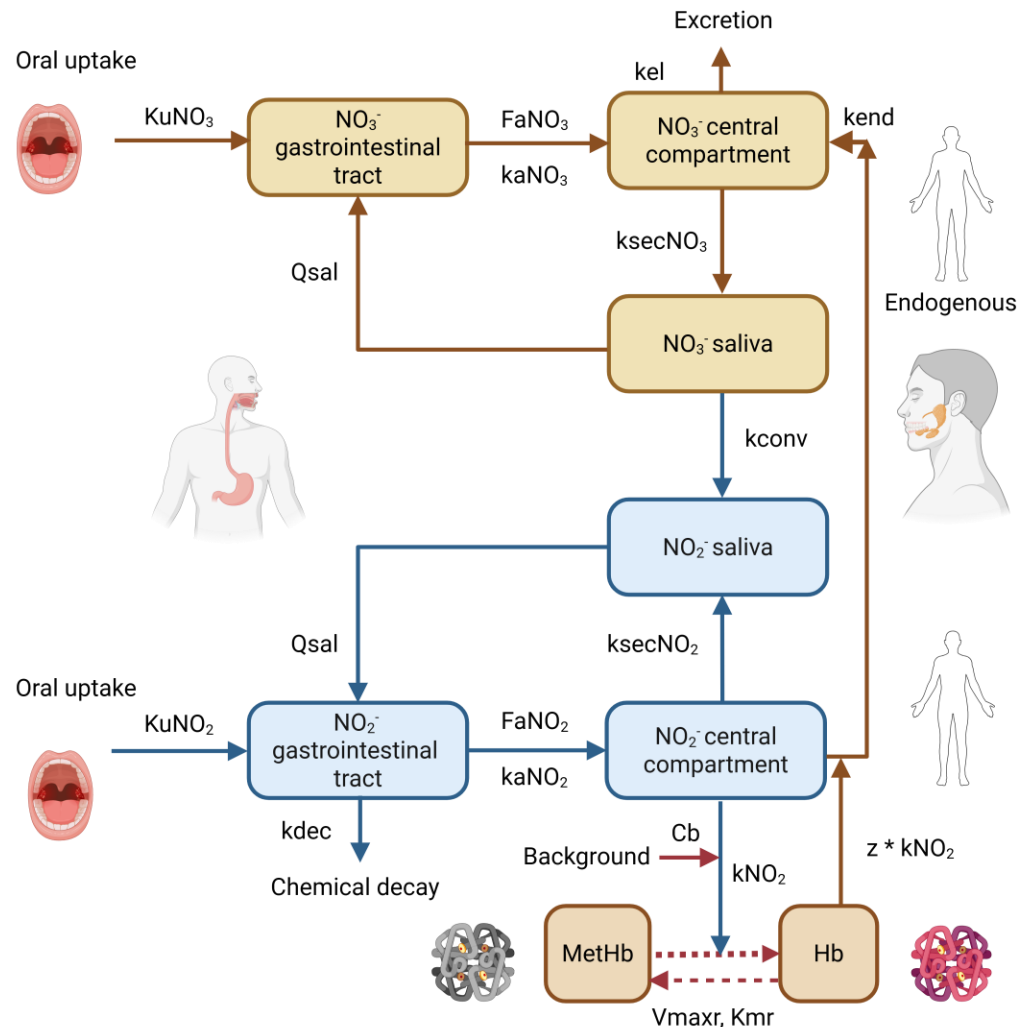 Excretion
Oral uptake
kel
KuNO₃
NO₃⁻
gastrointestinal
tract
FaNO₃
kaNO₃
NO₃⁻ central
compartment
kend
ksecNO₃
Qsal
Endogenous
NO₃⁻ saliva
kconv
NO₂⁻ saliva
Qsal
ksecNO₂
Oral uptake
KuNO₂
NO₂⁻
gastrointestinal
tract
FaNO₂
kaNO₂
NO₂⁻ central
compartment
kdec
Cb
Background
kNO₂
z * kNO₂
Chemical decay
MetHb
Hb
Vmaxr, Kmr